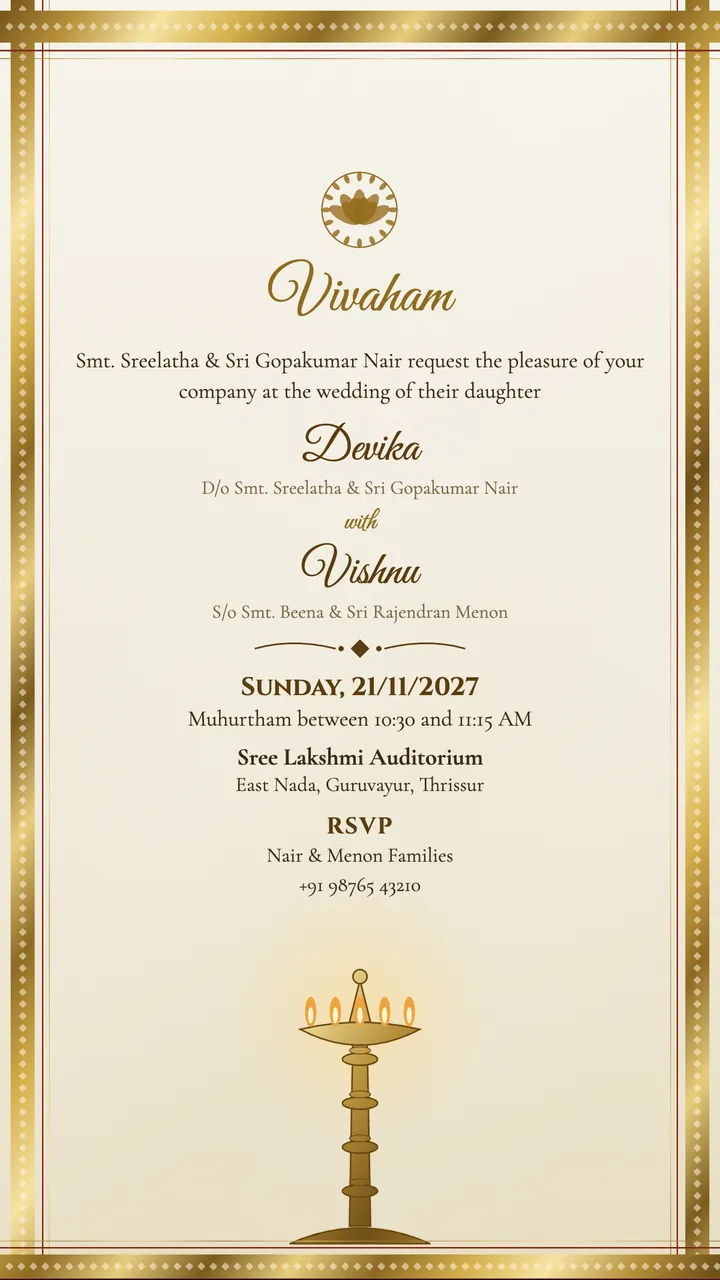 Vivaham
Smt. Sreelatha & Sri Gopakumar Nair request the pleasure of your
company at the wedding of their daughter
Devika
D/o Smt. Sreelatha & Sri Gopakumar Nair
with
Vishnu
S/o Smt. Beena & Sri Rajendran Menon
Sunday, 21/11/2027
Muhurtham between 10:30 and 11:15 AM
Sree Lakshmi Auditorium
East Nada, Guruvayur, Thrissur
RSVP
Nair & Menon Families
+91 98765 43210